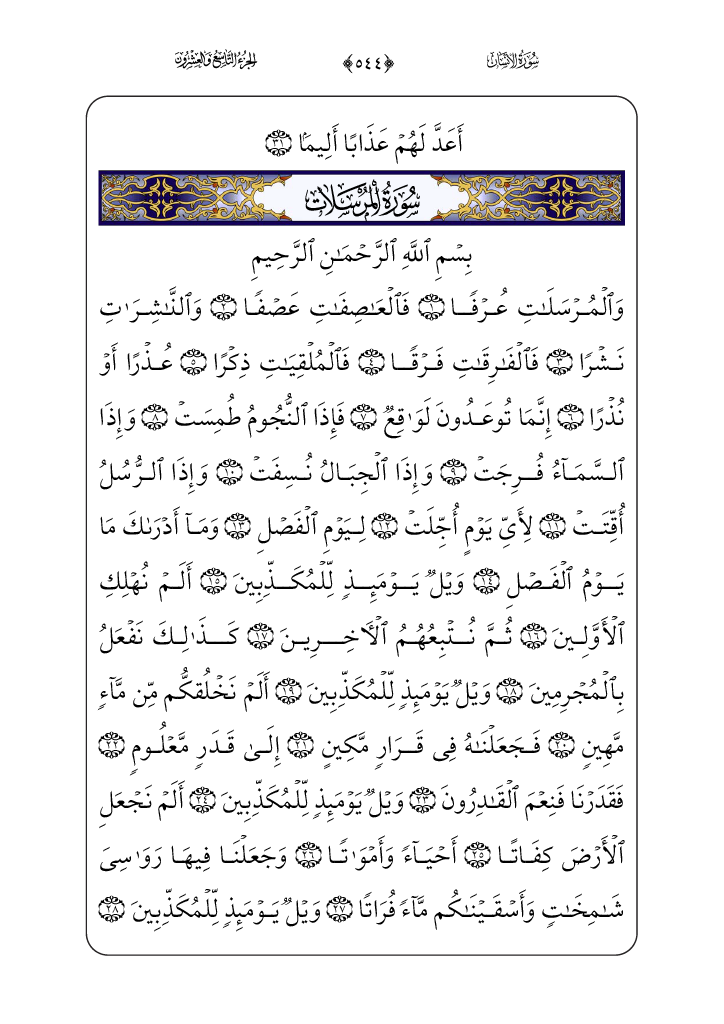 سُورَةُ الإِنسَان ﴿٥٤٤﴾ الجُزْءُ التَّاسِعُ وَالعِشْرُونَ
أَعَدَّ لَهُمۡ عَذَابًا أَلِيمَۢا ٣١
سُورَةُ المُرۡسَلَات
بِسۡمِ ٱللَّهِ ٱلرَّحۡمَٰنِ ٱلرَّحِيمِ
وَٱلۡمُرۡسَلَٰتِ عُرۡفٗا ١ فَٱلۡعَٰصِفَٰتِ عَصۡفٗا ٢ وَٱلنَّٰشِرَٰتِ
نَشۡرٗا ٣ فَٱلۡفَٰرِقَٰتِ فَرۡقٗا ٤ فَٱلۡمُلۡقِيَٰتِ ذِكۡرًا ٥ عُذۡرًا أَوۡ
نُذۡرًا ٦ إِنَّمَا تُوعَدُونَ لَوَٰقِعٞ ٧ فَإِذَا ٱلنُّجُومُ طُمِسَتۡ ٨ وَإِذَا
ٱلسَّمَآءُ فُرِجَتۡ ٩ وَإِذَا ٱلۡجِبَالُ نُسِفَتۡ ١٠ وَإِذَا ٱلرُّسُلُ
أُقِّتَتۡ ١١ لِأَيِّ يَوۡمٍ أُجِّلَتۡ ١٢ لِيَوۡمِ ٱلۡفَصۡلِ ١٣ وَمَآ أَدۡرَىٰكَ مَا
يَوۡمُ ٱلۡفَصۡلِ ١٤ وَيۡلٞ يَوۡمَئِذٖ لِّلۡمُكَذِّبِينَ ١٥ أَلَمۡ نُهۡلِكِ
ٱلۡأَوَّلِينَ ١٦ ثُمَّ نُتۡبِعُهُمُ ٱلۡأٓخِرِينَ ١٧ كَذَٰلِكَ نَفۡعَلُ
بِٱلۡمُجۡرِمِينَ ١٨ وَيۡلٞ يَوۡمَئِذٖ لِّلۡمُكَذِّبِينَ ١٩ أَلَمۡ نَخۡلُقكُّم مِّن مَّآءٖ
مَّهِينٖ ٢٠ فَجَعَلۡنَٰهُ فِي قَرَارٖ مَّكِينٍ ٢١ إِلَىٰ قَدَرٖ مَّعۡلُومٖ ٢٢
فَقَدَرۡنَا فَنِعۡمَ ٱلۡقَٰدِرُونَ ٢٣ وَيۡلٞ يَوۡمَئِذٖ لِّلۡمُكَذِّبِينَ ٢٤ أَلَمۡ نَجۡعَلِ
ٱلۡأَرۡضَ كِفَاتًا ٢٥ أَحۡيَآءٗ وَأَمۡوَٰتٗا ٢٦ وَجَعَلۡنَا فِيهَا رَوَٰسِيَ
شَٰمِخَٰتٖ وَأَسۡقَيۡنَٰكُم مَّآءٗ فُرَاتٗا ٢٧ وَيۡلٞ يَوۡمَئِذٖ لِّلۡمُكَذِّبِينَ ٢٨